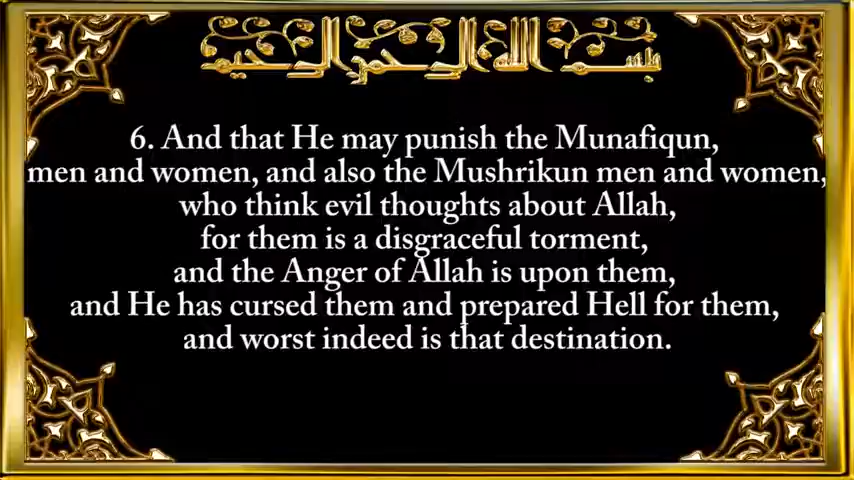 بسم الله الرحمن الرحيم
6. And that He may punish the Munafiqun,
men and women, and also the Mushrikun men and women,
who think evil thoughts about Allah,
for them is a disgraceful torment,
and the Anger of Allah is upon them,
and He has cursed them and prepared Hell for them,
and worst indeed is that destination.